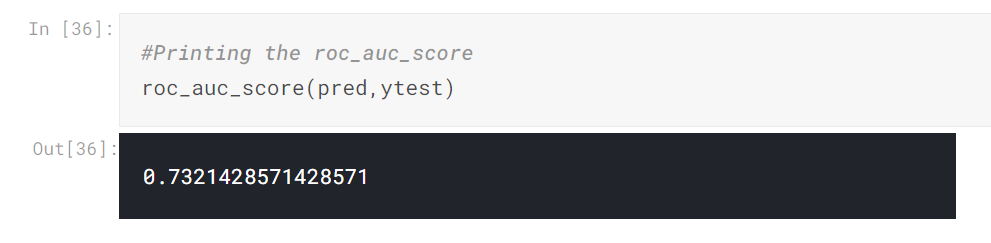 In [36]:
#Printing the roc_auc_score
roc_auc_score(pred,ytest)
Out[36]:
0.7321428571428571